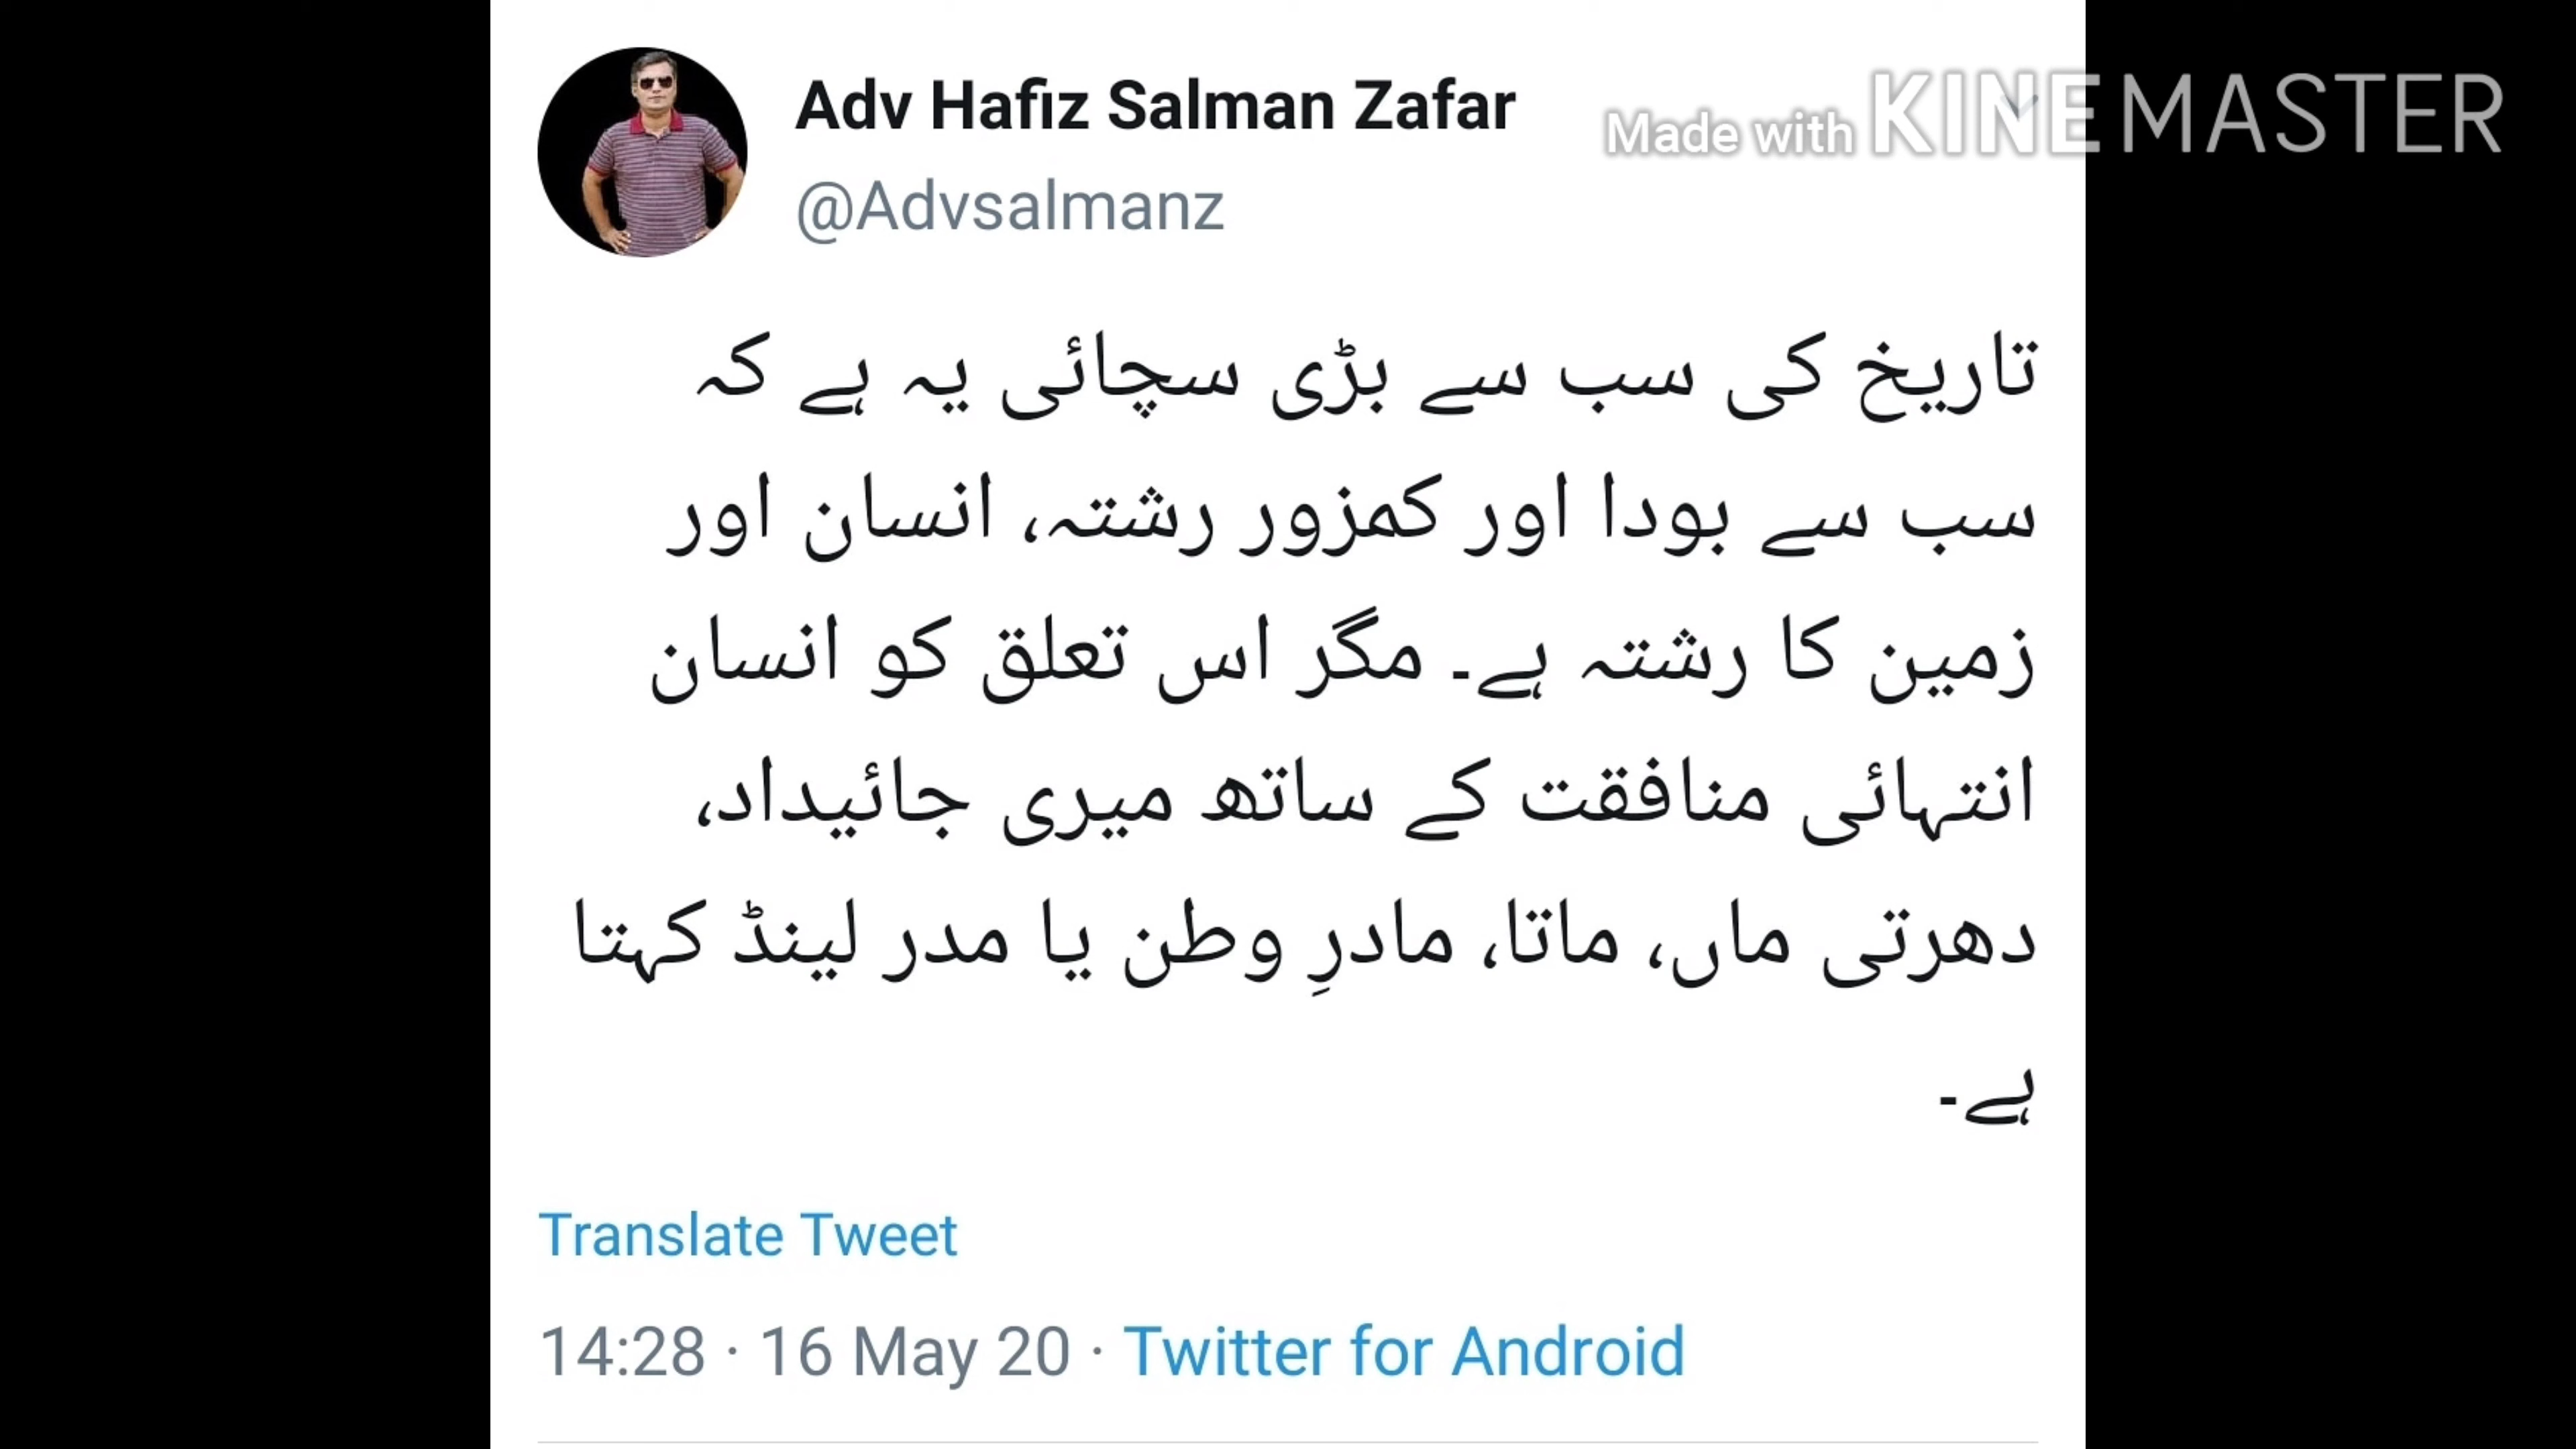 Adv Hafiz Salman Zafar
Made with KINEMASTER
@Advsalmanz
تاریخ کی سب سے بڑی سچائی یہ ہے کہ
سب سے بودا اور کمزور رشتہ، انسان اور
زمین کا رشتہ ہے۔ مگر اس تعلق کو انسان
انتہائی منافقت کے ساتھ میری جائیداد،
دھرتی ماں، ماتا، مادرِ وطن یا مدر لینڈ کہتا
ہے۔
Translate Tweet
14:28 · 16 May 20 · Twitter for Android